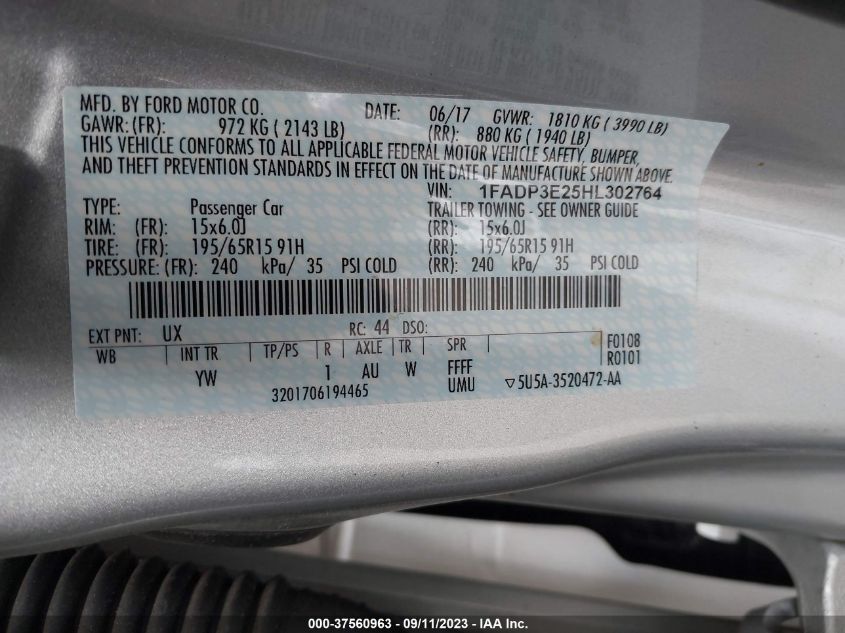 MFD. BY FORD MOTOR CO. DATE: 06/17 GVWR: 1810 KG ( 3990 LB)
GAWR: (FR): 972 KG ( 2143 LB) (RR): 880 KG ( 1940 LB)
THIS VEHICLE CONFORMS TO ALL APPLICABLE FEDERAL MOTOR VEHICLE SAFETY, BUMPER,
AND THEFT PREVENTION STANDARDS IN EFFECT ON THE DATE OF MANUFACTURE SHOWN ABOVE.
VIN: 1FADP3E25HL302764
TYPE: Passenger Car TRAILER TOWING - SEE OWNER GUIDE
RIM: (FR): 15x6.0J (RR): 15x6.0J
TIRE: (FR): 195/65R15 91H (RR): 195/65R15 91H
PRESSURE: (FR): 240 kPa/ 35 PSI COLD (RR): 240 kPa/ 35 PSI COLD
EXT PNT: UX RC: 44 DSO:
WB INT TR TP/PS R AXLE TR SPR F0108
YW 1 AU W FFFF R0101
3201706194465 UMU ▽5U5A-3520472-AA
000-37560963 - 09/11/2023 - IAA Inc.